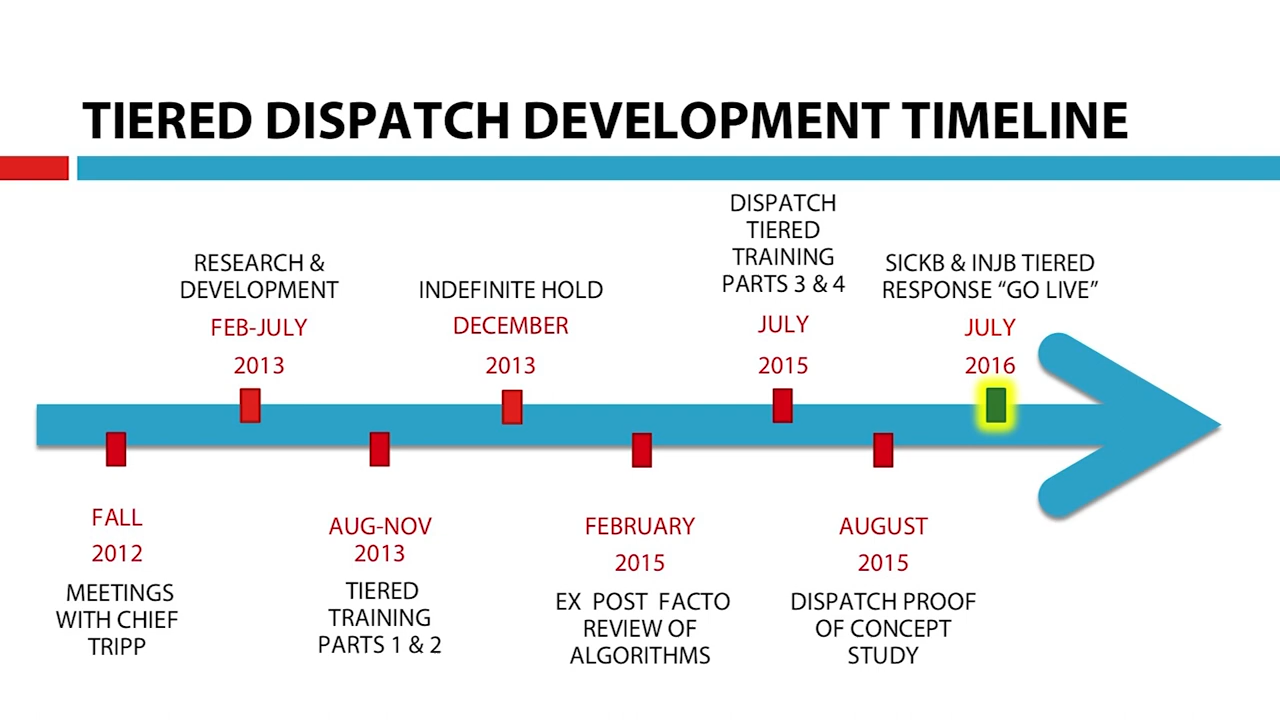 TIERED DISPATCH DEVELOPMENT TIMELINE
RESEARCH &
DEVELOPMENT
FEB-JULY
2013
INDEFINITE HOLD
DECEMBER
2013
DISPATCH
TIERED
TRAINING
PARTS 3 & 4
JULY
2015
SICKB & INJB TIERED
RESPONSE “GO LIVE”
JULY
2016
FALL
2012
MEETINGS
WITH CHIEF
TRIPP
AUG-NOV
2013
TIERED
TRAINING
PARTS 1 & 2
FEBRUARY
2015
EX POST FACTO
REVIEW OF
ALGORITHMS
AUGUST
2015
DISPATCH PROOF
OF CONCEPT
STUDY